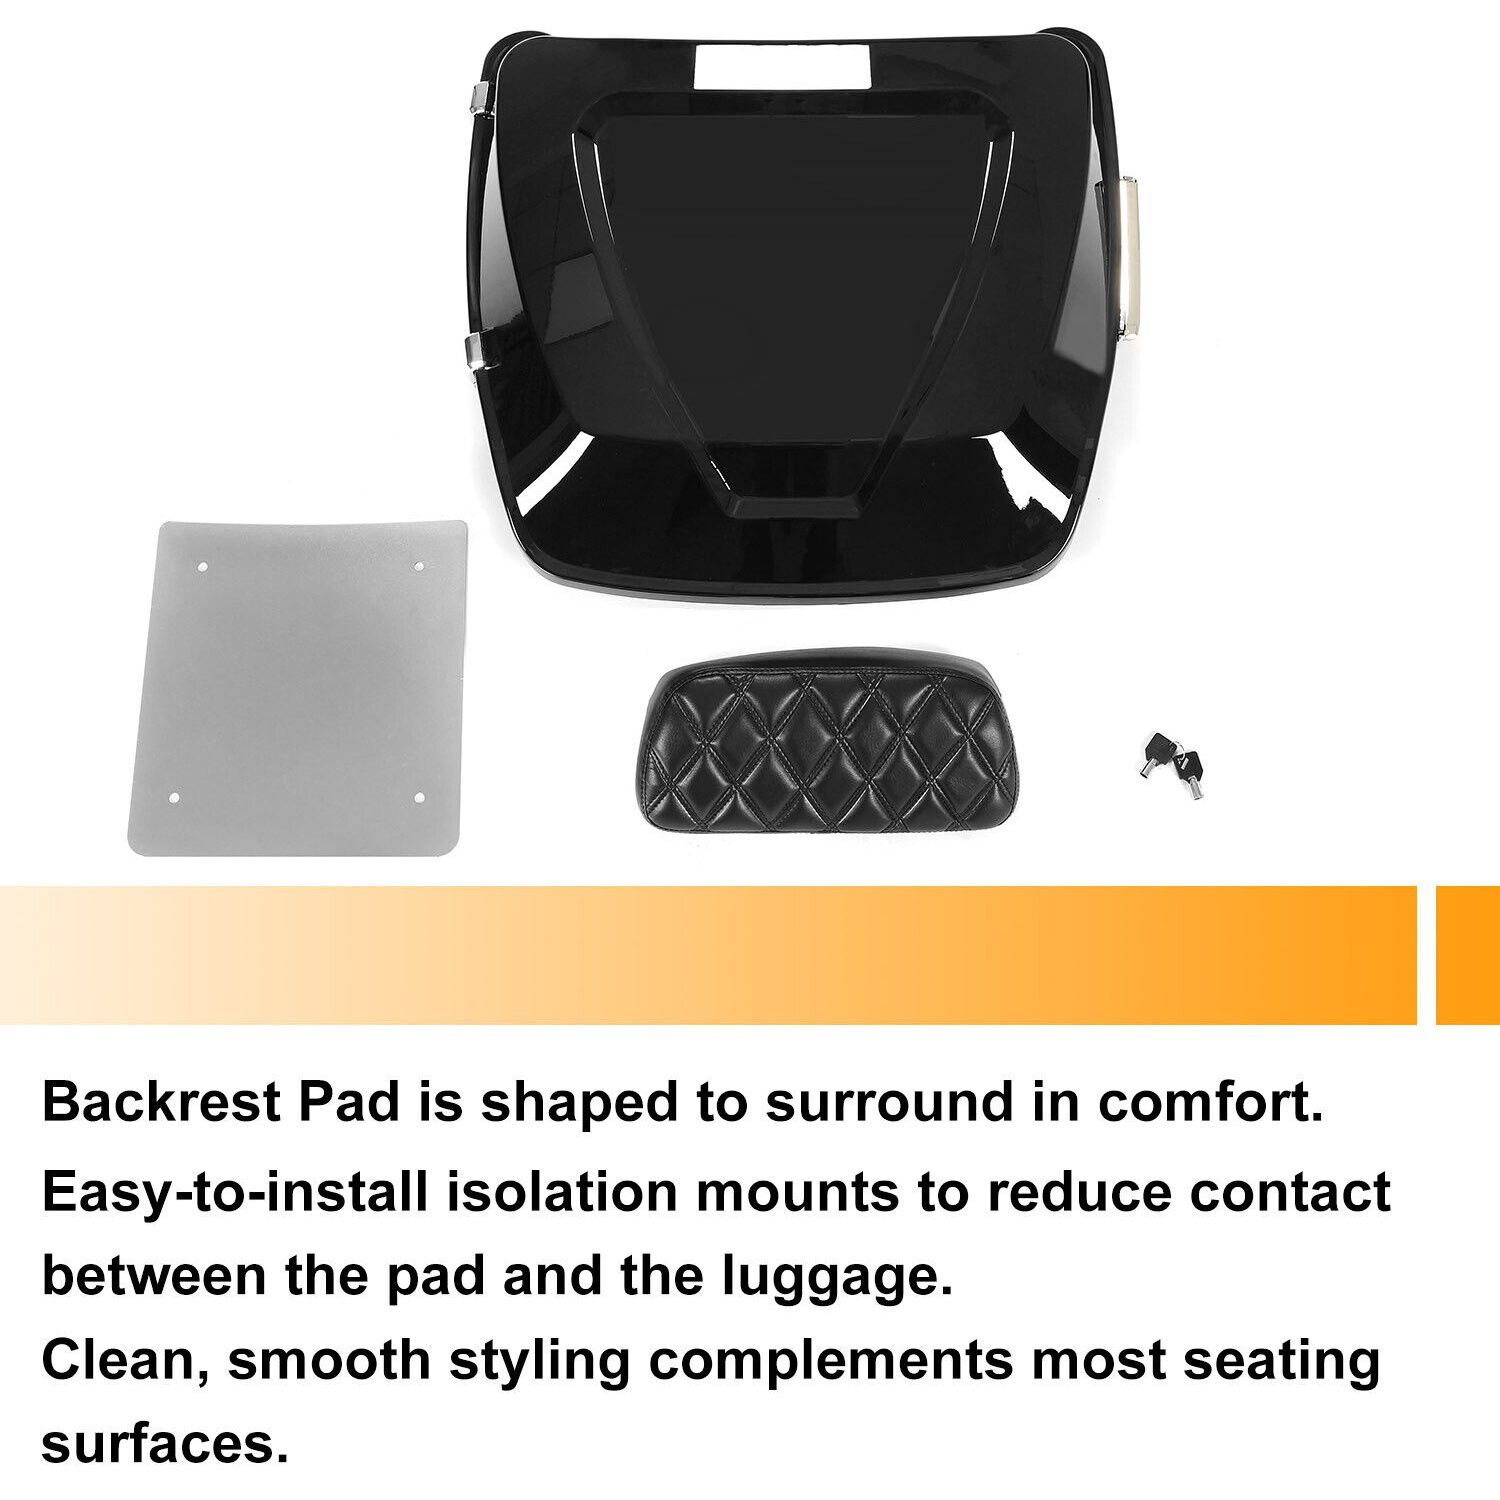 Backrest Pad is shaped to surround in comfort.
Easy-to-install isolation mounts to reduce contact
between the pad and the luggage.
Clean, smooth styling complements most seating
surfaces.